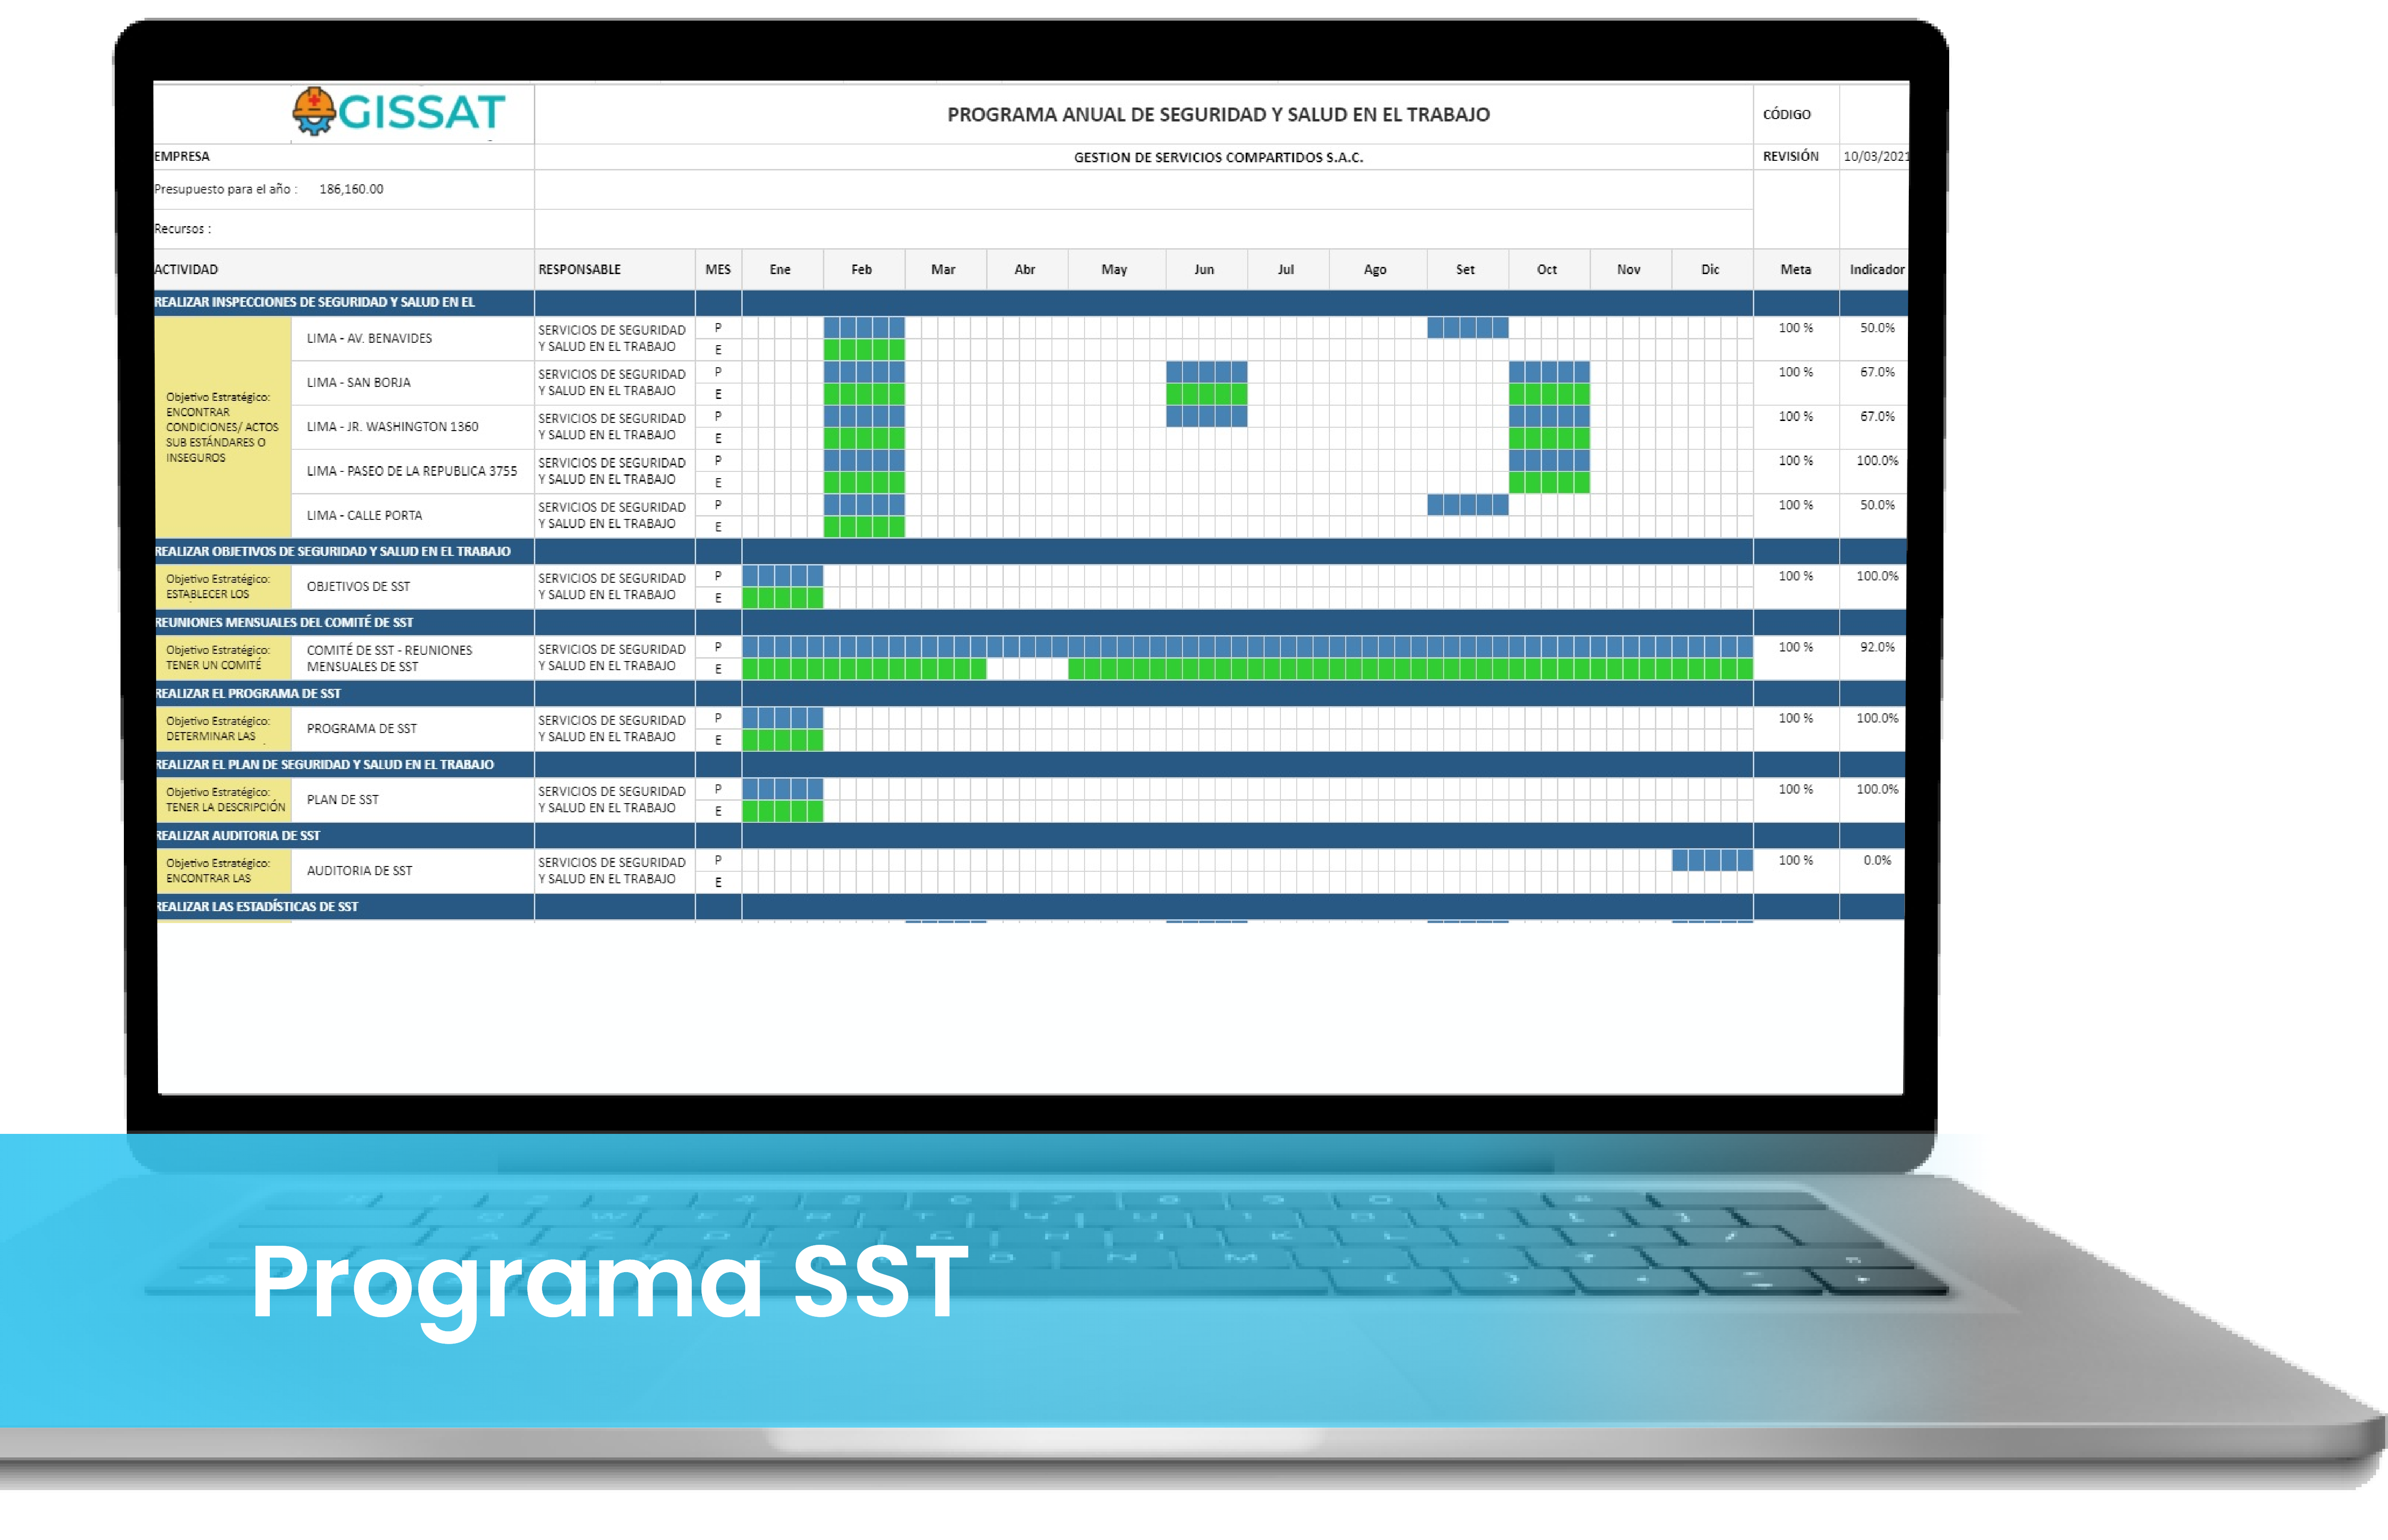 GISSAT
PROGRAMA ANUAL DE SEGURIDAD Y SALUD EN EL TRABAJO
CÓDIGO
EMPRESA
GESTION DE SERVICIOS COMPARTIDOS S.A.C.
REVISIÓN 10/03/2021
Presupuesto para el año : 186,160.00
Recursos :
ACTIVIDAD RESPONSABLE MES Ene Feb Mar Abr May Jun Jul Ago Set Oct Nov Dic Meta Indicador
REALIZAR INSPECCIONES DE SEGURIDAD Y SALUD EN EL
Objetivo Estratégico:
ENCONTRAR
CONDICIONES/ ACTOS
SUB ESTÁNDARES O
INSEGUROS
LIMA - AV. BENAVIDES
SERVICIOS DE SEGURIDAD
Y SALUD EN EL TRABAJO
P
E
100 % 50.0%
LIMA - SAN BORJA
SERVICIOS DE SEGURIDAD
Y SALUD EN EL TRABAJO
P
E
100 % 67.0%
LIMA - JR. WASHINGTON 1360
SERVICIOS DE SEGURIDAD
Y SALUD EN EL TRABAJO
P
E
100 % 67.0%
LIMA - PASEO DE LA REPUBLICA 3755
SERVICIOS DE SEGURIDAD
Y SALUD EN EL TRABAJO
P
E
100 % 100.0%
LIMA - CALLE PORTA
SERVICIOS DE SEGURIDAD
Y SALUD EN EL TRABAJO
P
E
100 % 50.0%
REALIZAR OBJETIVOS DE SEGURIDAD Y SALUD EN EL TRABAJO
Objetivo Estratégico:
ESTABLECER LOS
OBJETIVOS DE SST
SERVICIOS DE SEGURIDAD
Y SALUD EN EL TRABAJO
P
E
100 % 100.0%
REUNIONES MENSUALES DEL COMITÉ DE SST
Objetivo Estratégico:
TENER UN COMITÉ
COMITÉ DE SST - REUNIONES
MENSUALES DE SST
SERVICIOS DE SEGURIDAD
Y SALUD EN EL TRABAJO
P
E
100 % 92.0%
REALIZAR EL PROGRAMA DE SST
Objetivo Estratégico:
DETERMINAR LAS
PROGRAMA DE SST
SERVICIOS DE SEGURIDAD
Y SALUD EN EL TRABAJO
P
E
100 % 100.0%
REALIZAR EL PLAN DE SEGURIDAD Y SALUD EN EL TRABAJO
Objetivo Estratégico:
TENER LA DESCRIPCIÓN
PLAN DE SST
SERVICIOS DE SEGURIDAD
Y SALUD EN EL TRABAJO
P
E
100 % 100.0%
REALIZAR AUDITORIA DE SST
Objetivo Estratégico:
ENCONTRAR LAS
AUDITORIA DE SST
SERVICIOS DE SEGURIDAD
Y SALUD EN EL TRABAJO
P
E
100 % 0.0%
REALIZAR LAS ESTADÍSTICAS DE SST
Programa SST